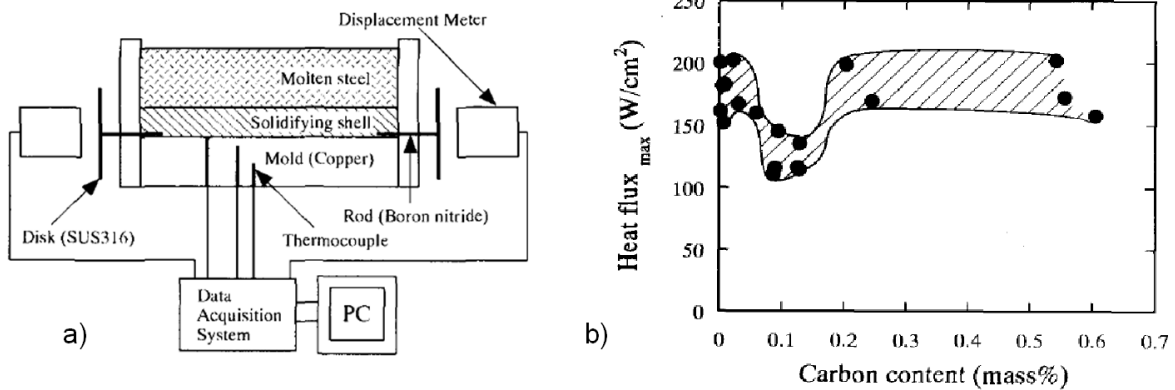 Displacement Meter
Molten steel
Solidifying shell
Mold (Copper)
Rod (Boron nitride)
Disk (SUS316)
Thermocouple
Data
Acquisition
System
PC
a)
250
200
150
100
50
0
Heat flux max (W/cm²)
0 0.1 0.2 0.3 0.4 0.5 0.6 0.7
Carbon content (mass%)
b)